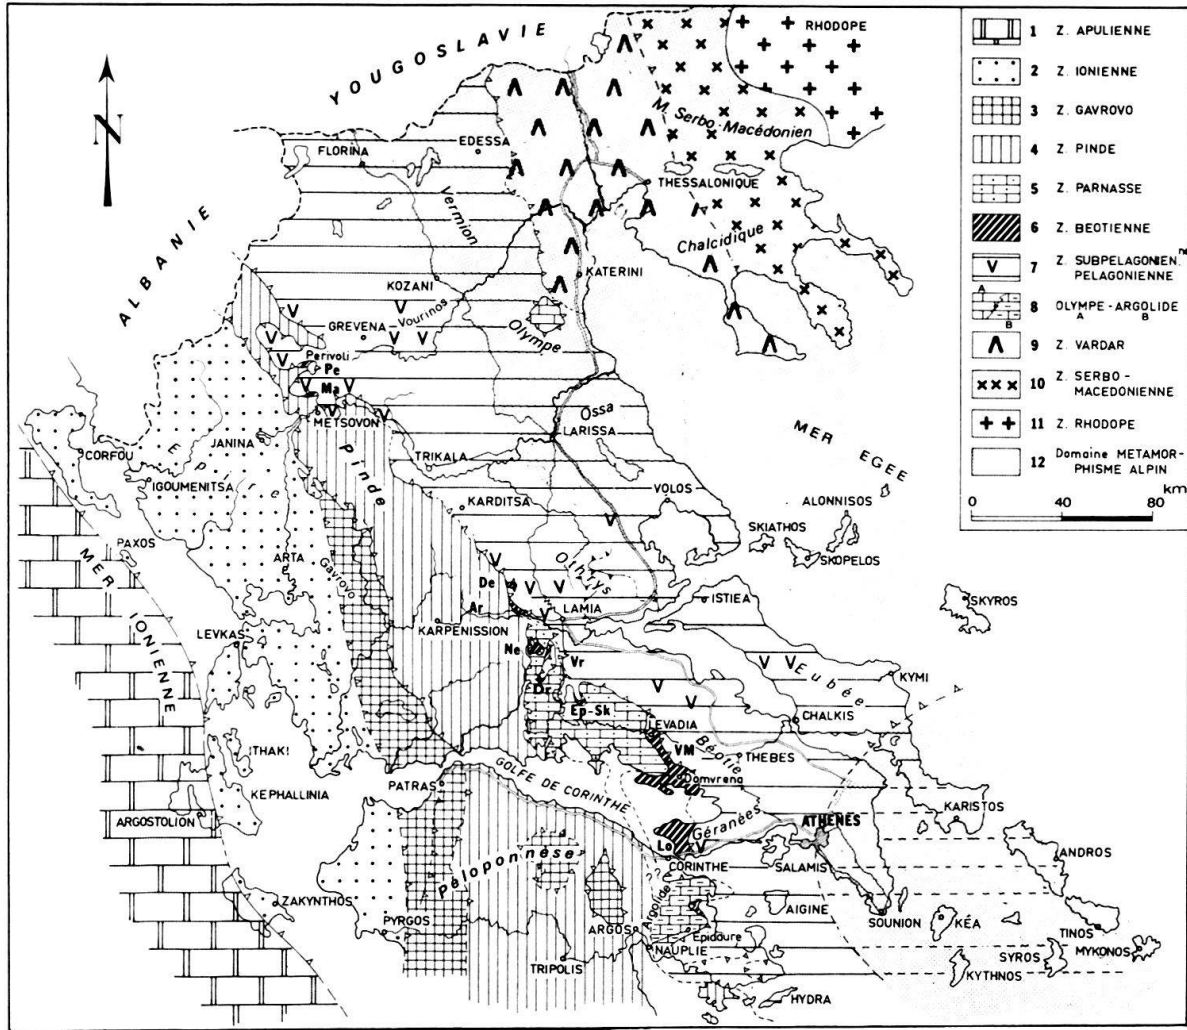 YOUGOSLAVIE
ALBANIE
N
RHODOPE
M. Serbo-Macédonien
FLORINA
EDESSA
THESSALONIQUE
Vermion
Chalcidique
KATERINI
KOZANI
GREVENA
Vourinos
Olympe
Perivoli
Pe
Ma
METSOVON
Ossa
LARISSA
MER EGEE
JANINA
Epire
Pinde
TRIKALA
CORFOU
IGOUMENITSA
KARDITSA
VOLOS
ALONNISOS
SKIATHOS
SKOPELOS
PAXOS
MER IONIENNE
ARTA
Gavrovo
De
Othrys
Ar
LAMIA
ISTIEA
SKYROS
KARPENISSION
LEVKAS
Ne
Vr
Dr
Ep-Sk
Eubée
KYMI
LEVADIA
CHALKIS
Béotie
VM
THEBES
ITHAKI
Domvrena
KEPHALLINIA
PATRAS
GOLFE DE CORINTHE
KARISTOS
ARGOSTOLION
Géranées
ATHENES
Lo
CORINTHE
SALAMIS
ANDROS
Péloponnèse
ZAKYNTHOS
AIGINE
SOUNION
KÉA
PYRGOS
ARGOS
Argolide
Epidaure
NAUPLIE
TINOS
MYKONOS
SYROS
TRIPOLIS
KYTHNOS
HYDRA
1 Z. APULIENNE
2 Z. IONIENNE
3 Z. GAVROVO
4 Z. PINDE
5 Z. PARNASSE
6 Z. BEOTIENNE
7 Z. SUBPELAGONIEN.ne
PELAGONIENNE
8 OLYMPE-ARGOLIDE
A B
A
B
9 Z. VARDAR
10 Z. SERBO-
MACEDONIENNE
11 Z. RHODOPE
12 Domaine METAMOR-
PHISME ALPIN
km
0 40 80